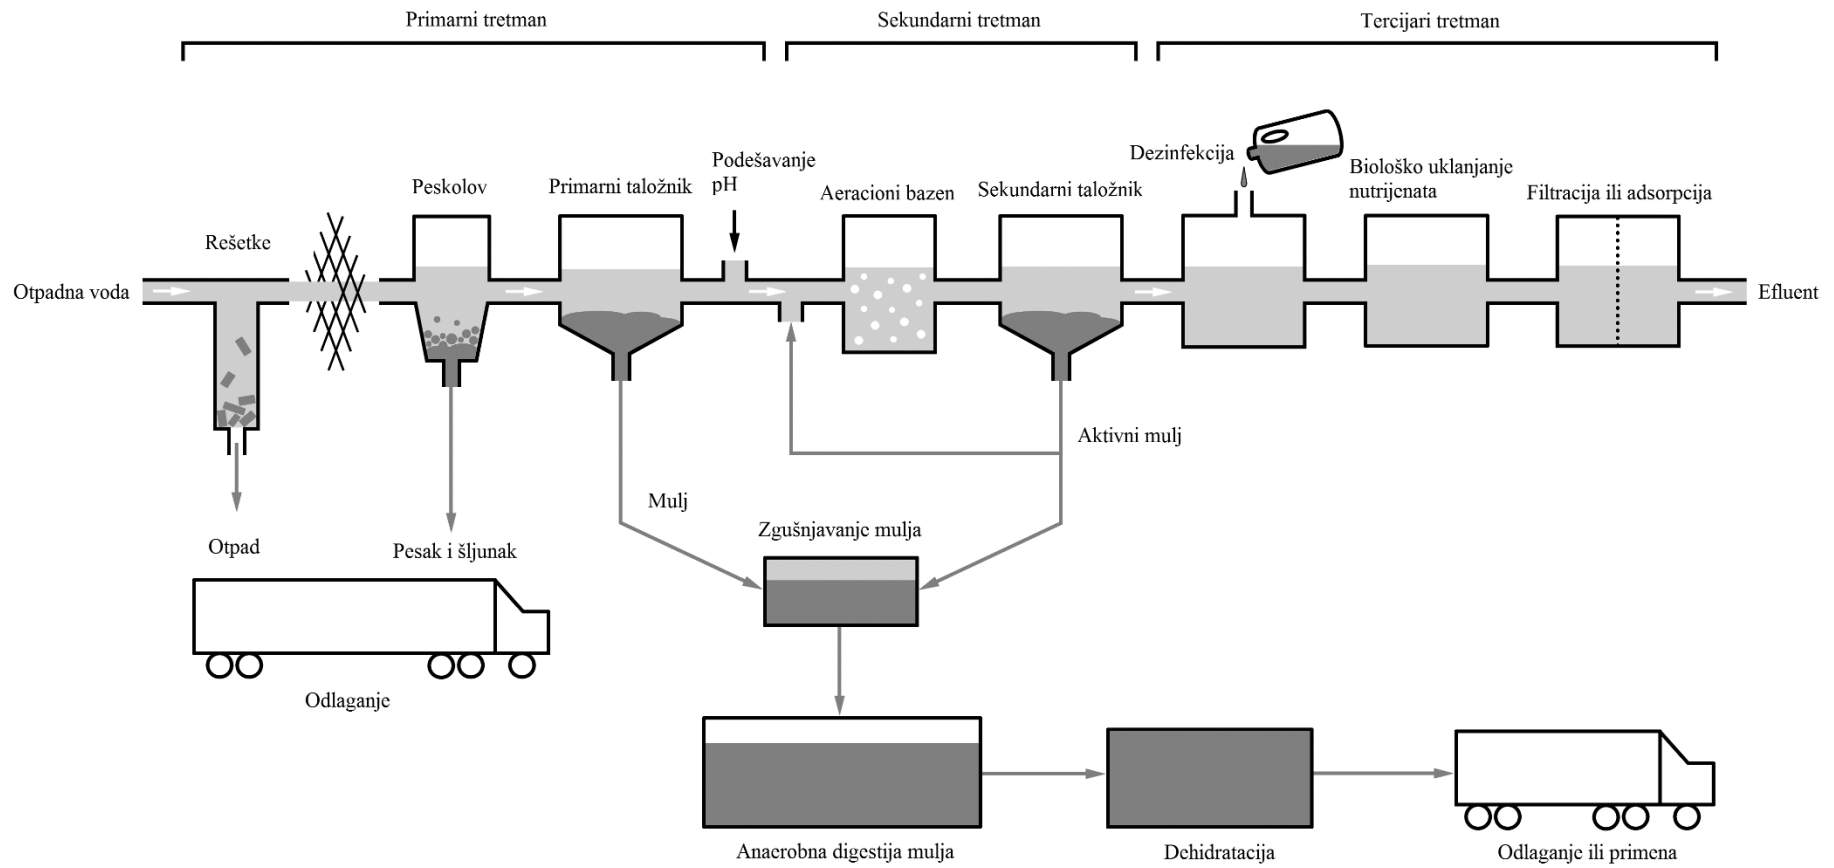 Primarni tretman
Sekundarni tretman
Tercijari tretman
Podešavanje
pH
Dezinfekcija
Biološko uklanjanje
nutrijenata
Peskolov
Primarni taložnik
Aeracioni bazen
Sekundarni taložnik
Filtracija ili adsorpcija
Rešetke
Otpadna voda
Efluent
Aktivni mulj
Mulj
Otpad
Pesak i šljunak
Zgušnjavanje mulja
Odlaganje
Anaerobna digestija mulja
Dehidratacija
Odlaganje ili primena